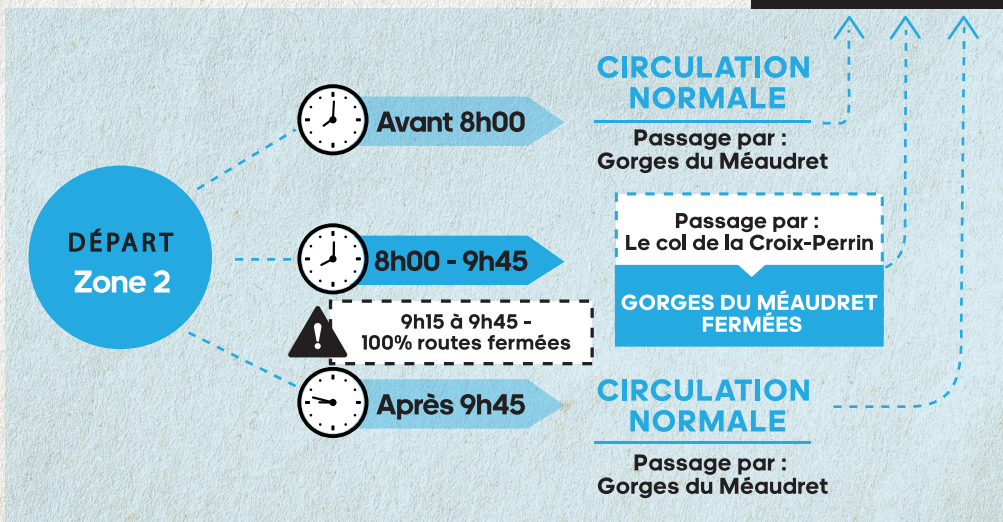 DÉPART
Zone 2
Avant 8h00
CIRCULATION
NORMALE
Passage par :
Gorges du Méaudret
8h00 - 9h45
Passage par :
Le col de la Croix-Perrin
GORGES DU MÉAUDRET
FERMÉES
9h15 à 9h45 -
100% routes fermées
Après 9h45
CIRCULATION
NORMALE
Passage par :
Gorges du Méaudret